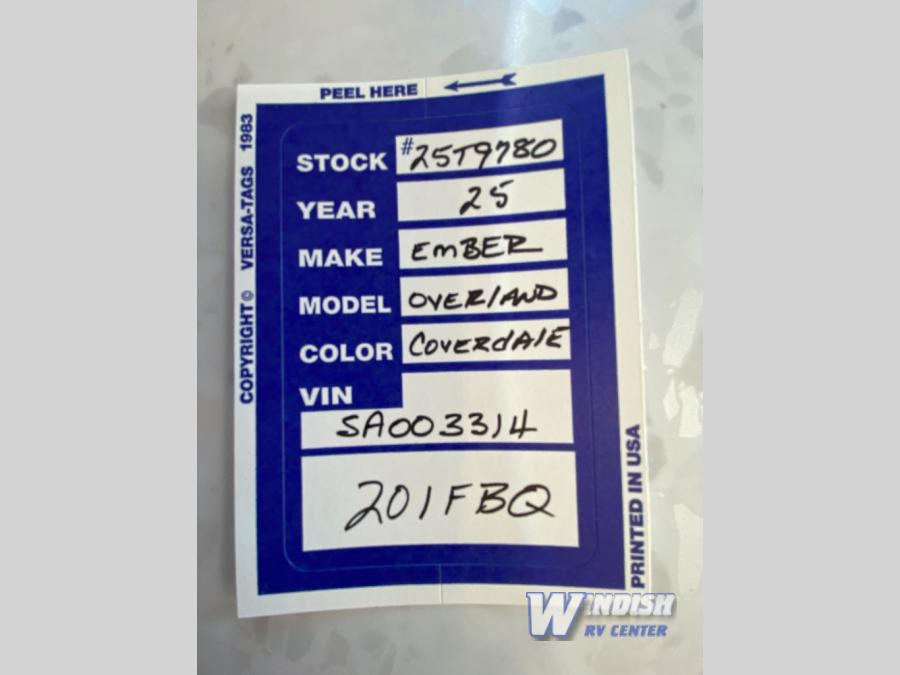 PEEL HERE
COPYRIGHT © VERSA-TAGS 1983
STOCK #25T9780
YEAR 25
MAKE EmBER
MODEL OVERlAND
COLOR COVERdAlE
VIN
SA003314
201FBQ
PRINTED IN USA
WINDISH
RV CENTER